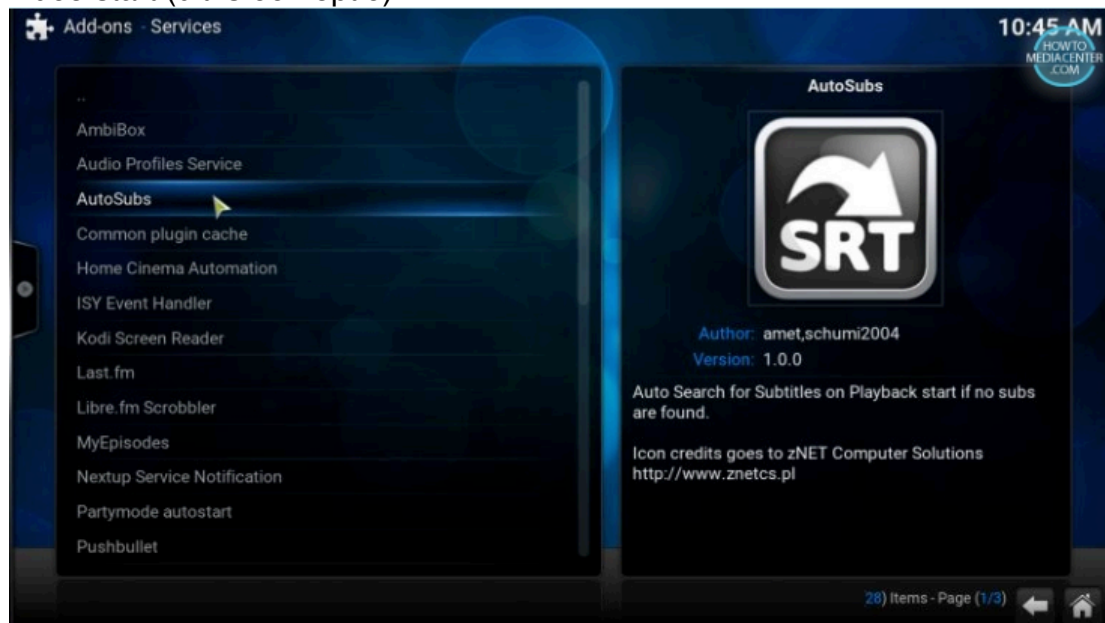 Add-ons - Services
10:45 AM
HOWTO
MEDIACENTER
.COM
..
AmbiBox
Audio Profiles Service
AutoSubs
Common plugin cache
Home Cinema Automation
ISY Event Handler
Kodi Screen Reader
Last.fm
Libre.fm Scrobbler
MyEpisodes
Nextup Service Notification
Partymode autostart
Pushbullet
AutoSubs
SRT
Author: amet,schumi2004
Version: 1.0.0
Auto Search for Subtitles on Playback start if no subs
are found.
Icon credits goes to zNET Computer Solutions
http://www.znetcs.pl
28) Items - Page (1/3)